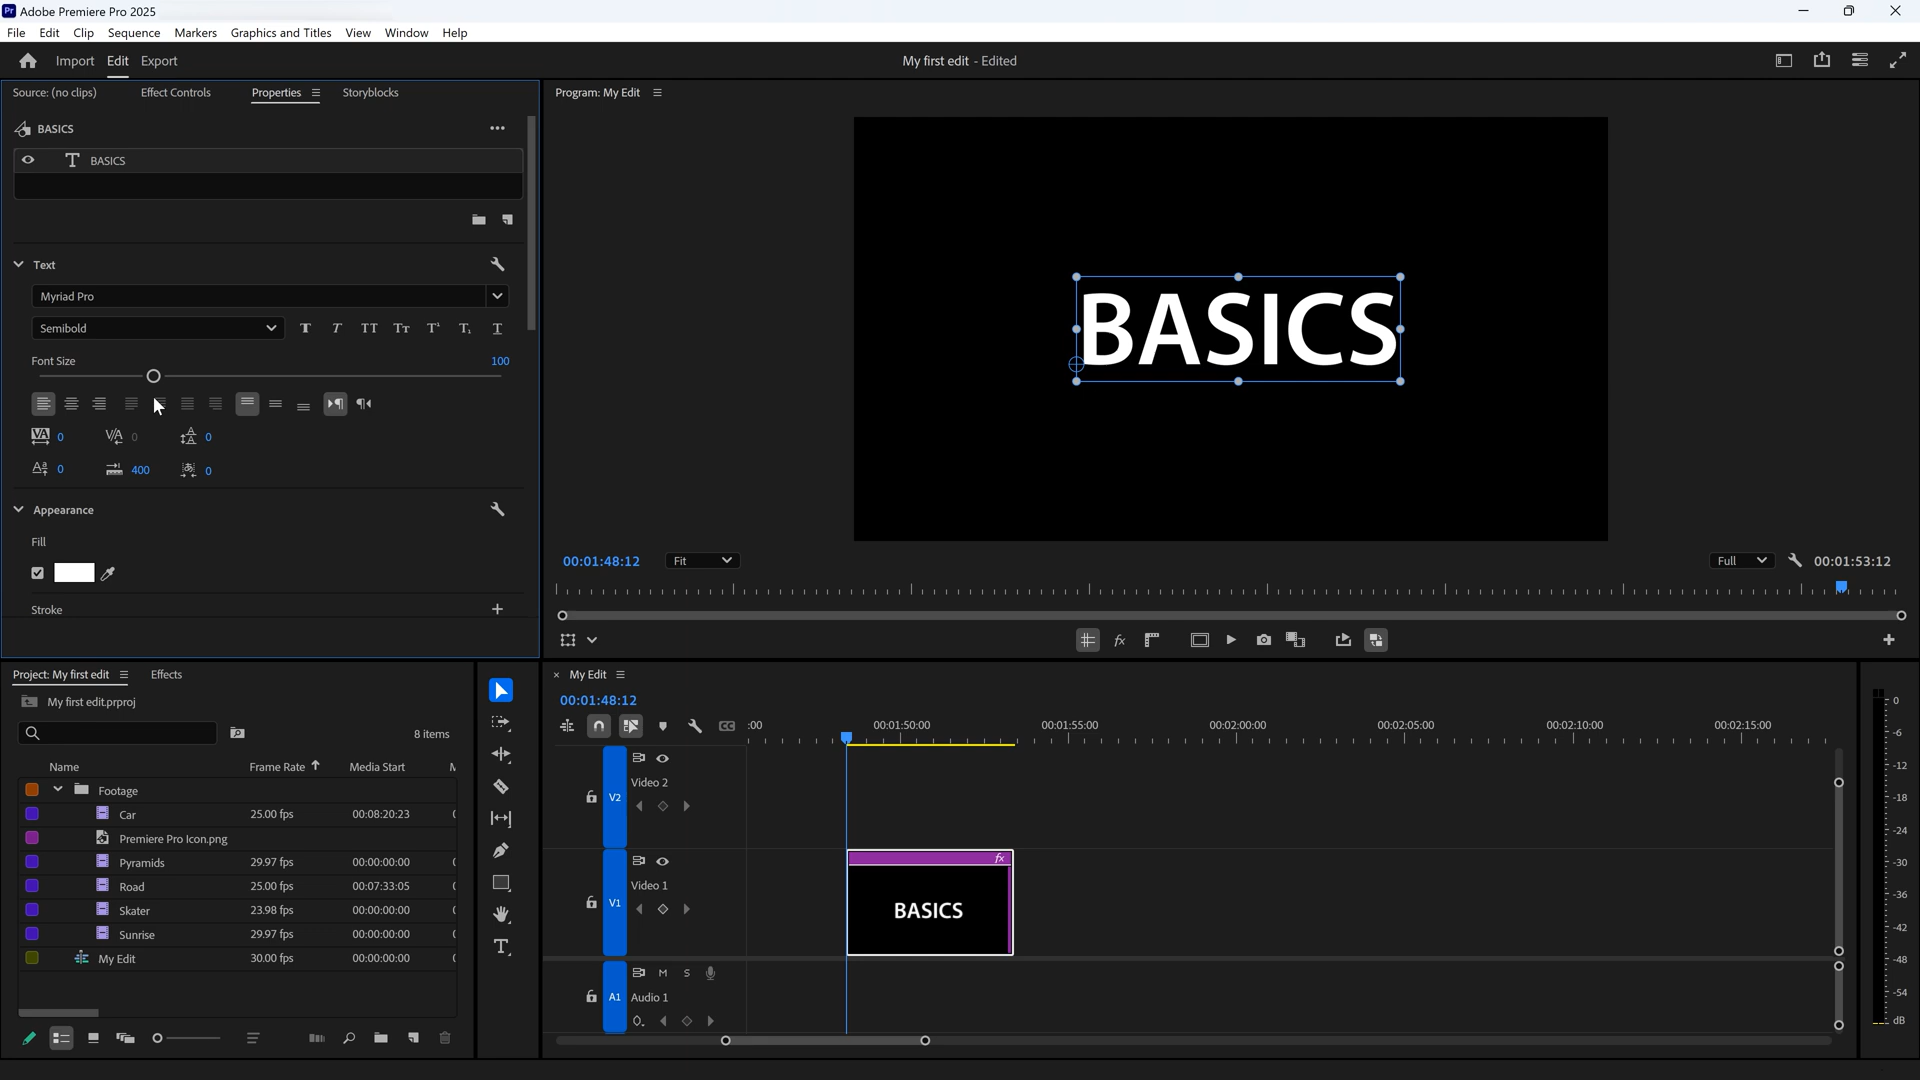 Pr Adobe Premiere Pro 2025
File Edit Clip Sequence Markers Graphics and Titles View Window Help
Import Edit Export
My first edit - Edited
Source: (no clips) Effect Controls Properties Storyblocks
BASICS
BASICS
Text
Myriad Pro
Semibold
Font Size 100
0 0 0
0 400 0
Appearance
Fill
Stroke
Program: My Edit
BASICS
00:01:48:12 Fit Full 00:01:53:12
Project: My first edit Effects
My first edit.prproj
8 items
Name Frame Rate Media Start
Footage
Car 25.00 fps 00:08:20:23
Premiere Pro Icon.png
Pyramids 29.97 fps 00:00:00:00
Road 25.00 fps 00:07:33:05
Skater 23.98 fps 00:00:00:00
Sunrise 29.97 fps 00:00:00:00
My Edit 30.00 fps 00:00:00:00
× My Edit
00:01:48:12
:00 00:01:50:00 00:01:55:00 00:02:00:00 00:02:05:00 00:02:10:00 00:02:15:00
V2 Video 2
V1 Video 1
fx
BASICS
M S
A1 Audio 1
0
-6
-12
-18
-24
-30
-36
-42
-48
-54
dB